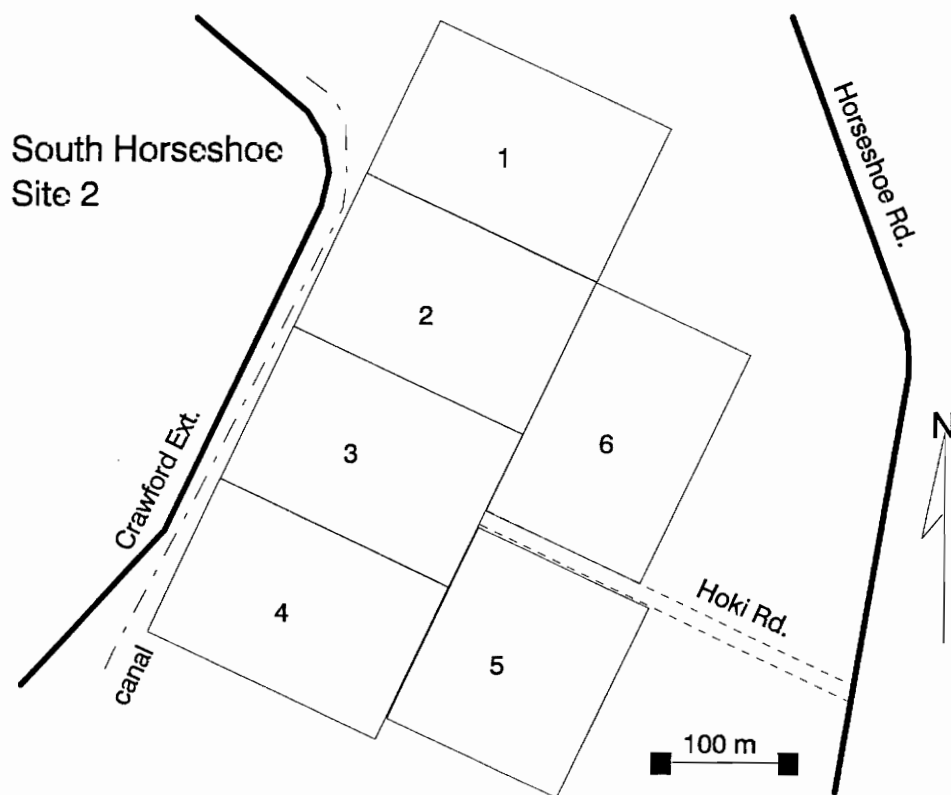 South Horseshoe
Site 2
1
2
3
4
5
6
Crawford Ext.
canal
Horseshoe Rd.
Hoki Rd.
N
100 m